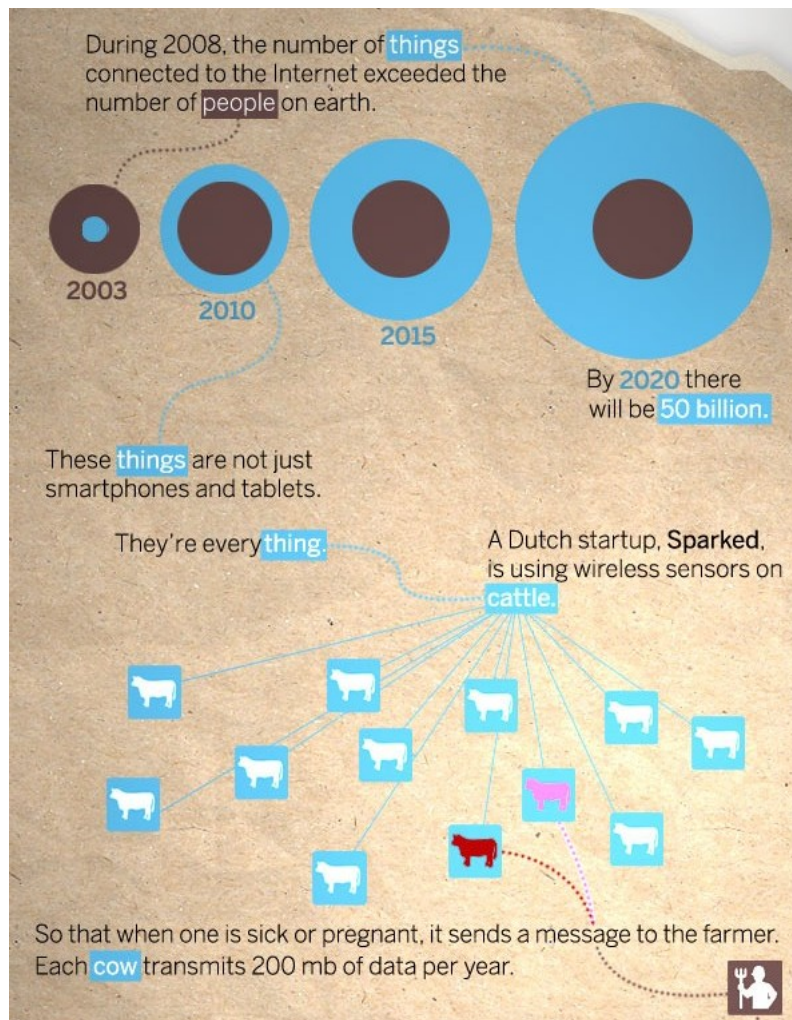 During 2008, the number of things
connected to the Internet exceeded the
number of people on earth.
2003
2010
2015
By 2020 there
will be 50 billion.
These things are not just
smartphones and tablets.
They're everything.
A Dutch startup, Sparked,
is using wireless sensors on
cattle.
So that when one is sick or pregnant, it sends a message to the farmer.
Each cow transmits 200 mb of data per year.